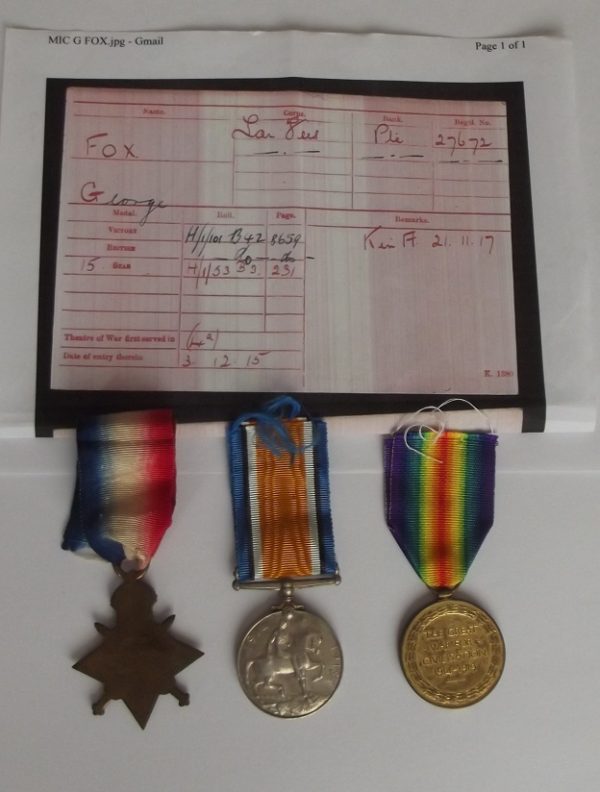 MIC G FOX.jpg - Gmail Page 1 of 1
Name. Corps. Rank. Regtl. No.
Fox Lan Fus Pte 27672
George
Medal. Roll. Page. Remarks.
Victory H/1/101 B42 8659 K in A. 21.11.17
British do do
15 Star H/1/33 231
Theatre of War first served in
Date of entry therein 3.12.15
K. 1380
THE GREAT
WAR FOR
CIVILISATION
1914-1919